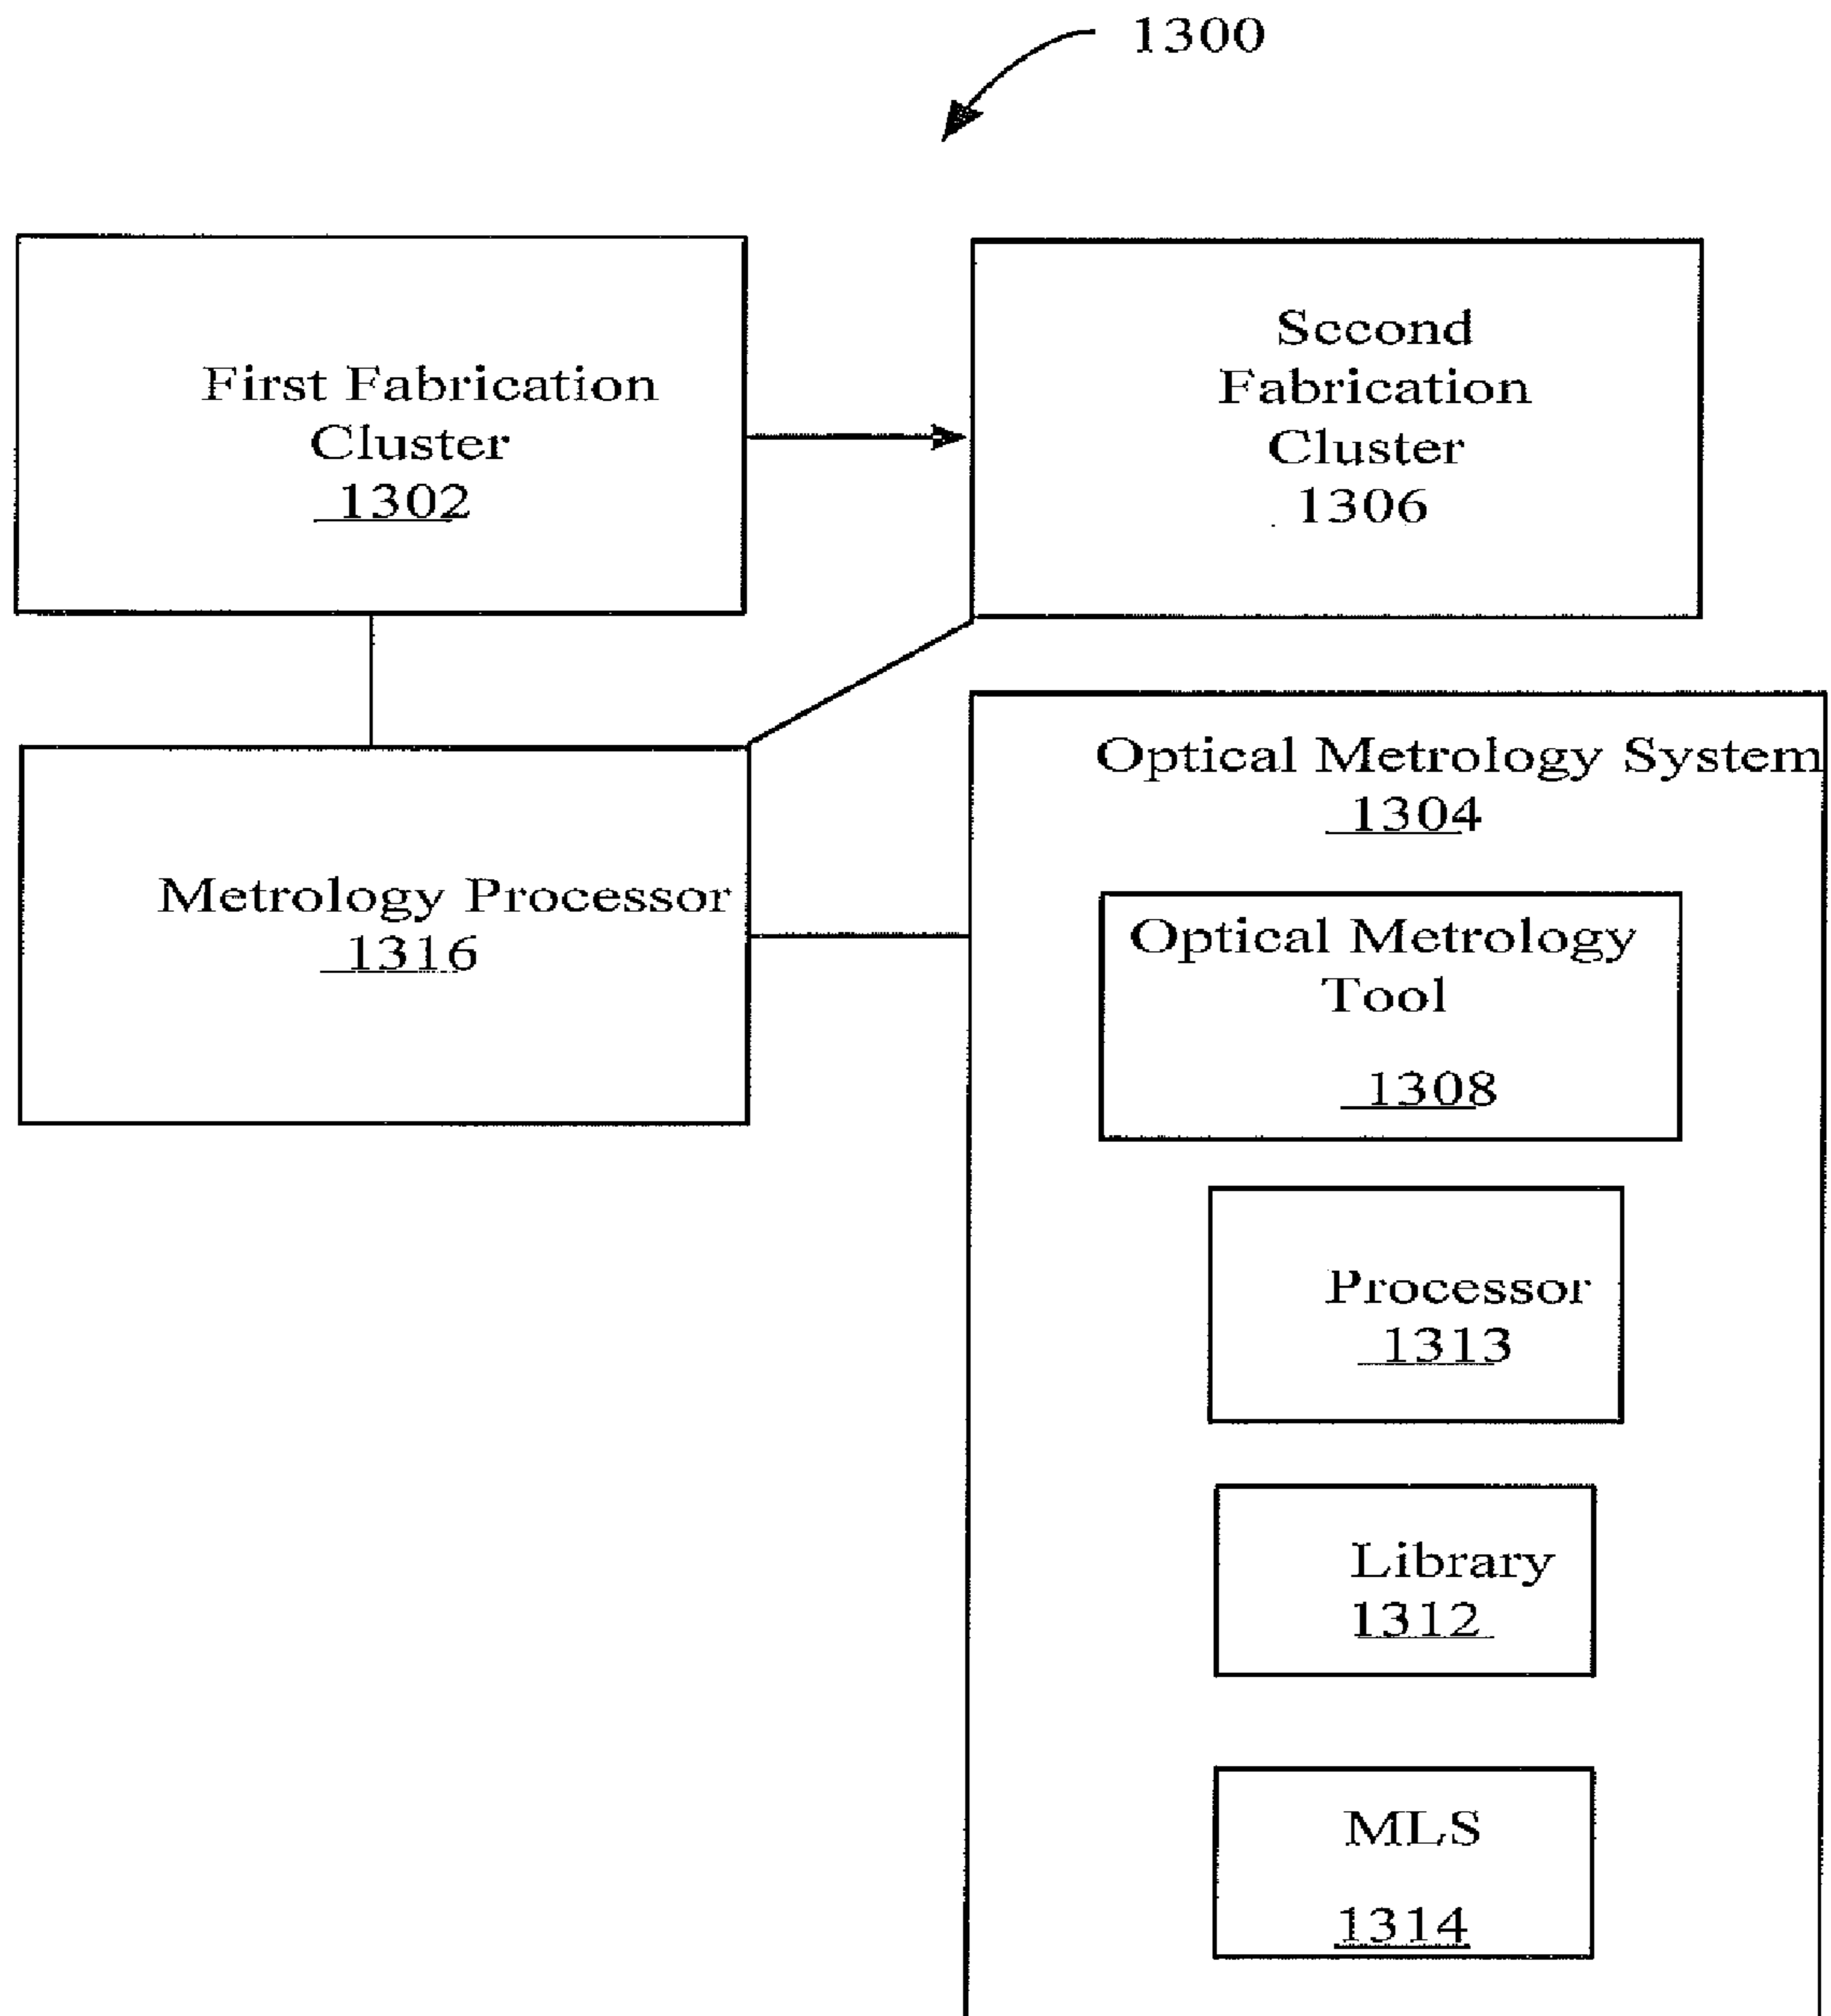 1300
First Fabrication
Cluster
1302
Second
Fabrication
Cluster
1306
Optical Metrology System
1304
Metrology Processor
1316
Optical Metrology
Tool
1308
Processor
1313
Library
1312
MLS
1314